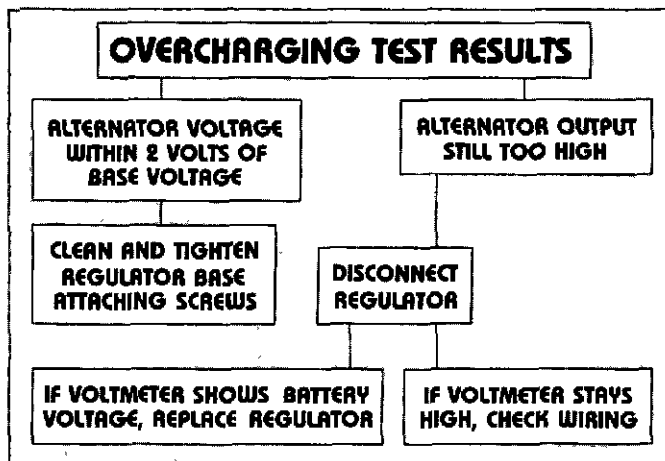 OVERCHARGING TEST RESULTS
ALTERNATOR VOLTAGE
WITHIN 2 VOLTS OF
BASE VOLTAGE
ALTERNATOR OUTPUT
STILL TOO HIGH
CLEAN AND TIGHTEN
REGULATOR BASE
ATTACHING SCREWS
DISCONNECT
REGULATOR
IF VOLTMETER SHOWS BATTERY
VOLTAGE, REPLACE REGULATOR
IF VOLTMETER STAYS
HIGH, CHECK WIRING